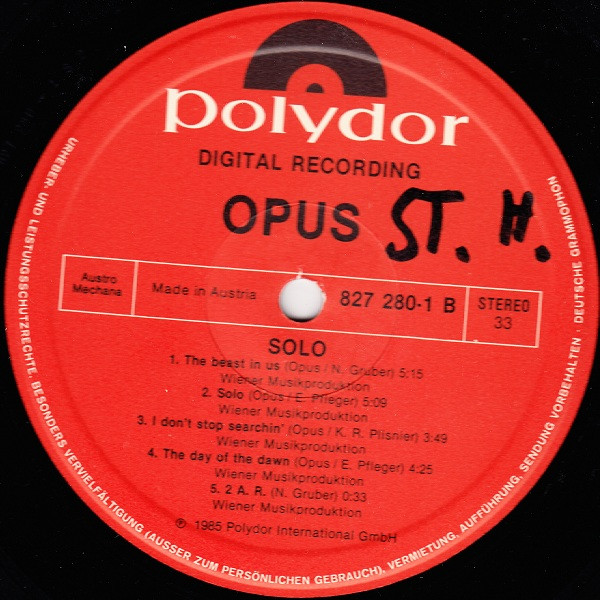 polydor
DIGITAL RECORDING
OPUS
ST. H.
Austro
Mechana
Made in Austria
827 280-1 B
STEREO
33
SOLO
1. The beast in us (Opus / N. Gruber) 5:15
Wiener Musikproduktion
2. Solo (Opus / E. Pfleger) 5:09
Wiener Musikproduktion
3. I don't stop searchin' (Opus / K. R. Plisnier) 3:49
Wiener Musikproduktion
4. The day of the dawn (Opus / E. Pfleger) 4:25
Wiener Musikproduktion
5. 2 A. R. (N. Gruber) 0:33
Wiener Musikproduktion
℗ 1985 Polydor International GmbH
URHEBER- UND LEISTUNGSSCHUTZRECHTE, BESONDERS VERVIELFÄLTIGUNG (AUSSER ZUM PERSÖNLICHEN GEBRAUCH), VERMIETUNG, AUFFÜHRUNG, SENDUNG VORBEHALTEN · DEUTSCHE GRAMMOPHON